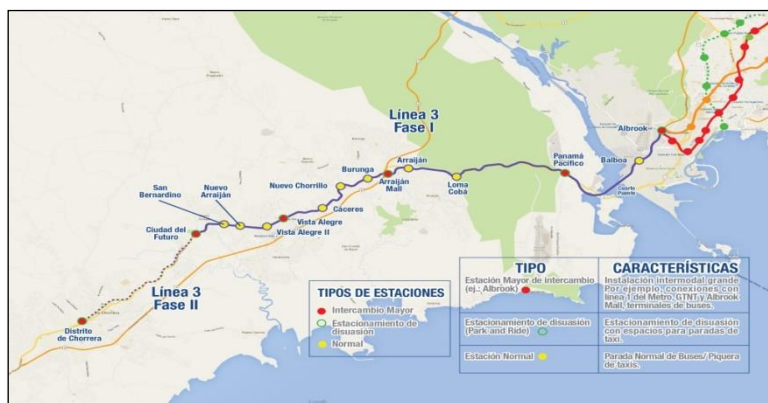 Línea 3
Fase I
Albrook
Balboa
Cuarto
Puente
Panamá
Pacífico
Loma
Cobá
Arraiján
Arraiján
Mall
Burunga
Nuevo Chorrillo
Cáceres
Vista Alegre
Vista Alegre II
Nuevo
Arraiján
San
Bernardino
Ciudad del
Futuro
Línea 3
Fase II
Distrito
de Chorrera
TIPOS DE ESTACIONES
Intercambio Mayor
Estacionamiento de
disuasión
Normal
TIPO
CARACTERÍSTICAS
Estación Mayor de intercambio
(ej.: Albrook)
Instalación intermodal grande
Por ejemplo, conexiones con
línea 1 del Metro, GTNT y Albrook
Mall, terminales de buses.
Estacionamiento de disuasión
(Park and Ride)
Estacionamiento de disuasión
con espacios para paradas de
taxi.
Estación Normal
Parada Normal de Buses/ Piquera
de taxis.